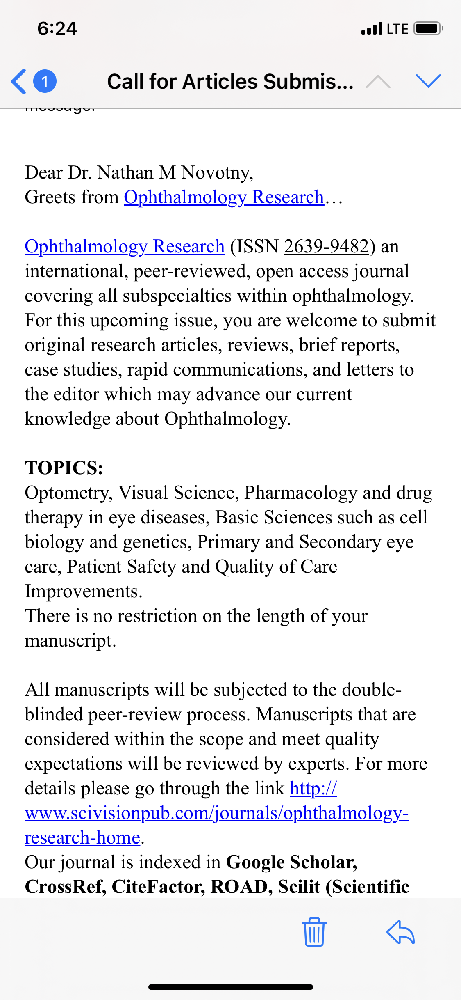 6:24
LTE
1
Call for Articles Submis...
message.
Dear Dr. Nathan M Novotny,
Greets from Ophthalmology Research…
Ophthalmology Research (ISSN 2639-9482) an
international, peer-reviewed, open access journal
covering all subspecialties within ophthalmology.
For this upcoming issue, you are welcome to submit
original research articles, reviews, brief reports,
case studies, rapid communications, and letters to
the editor which may advance our current
knowledge about Ophthalmology.
TOPICS:
Optometry, Visual Science, Pharmacology and drug
therapy in eye diseases, Basic Sciences such as cell
biology and genetics, Primary and Secondary eye
care, Patient Safety and Quality of Care
Improvements.
There is no restriction on the length of your
manuscript.
All manuscripts will be subjected to the double-
blinded peer-review process. Manuscripts that are
considered within the scope and meet quality
expectations will be reviewed by experts. For more
details please go through the link http://
www.scivisionpub.com/journals/ophthalmology-
research-home.
Our journal is indexed in Google Scholar,
CrossRef, CiteFactor, ROAD, Scilit (Scientific